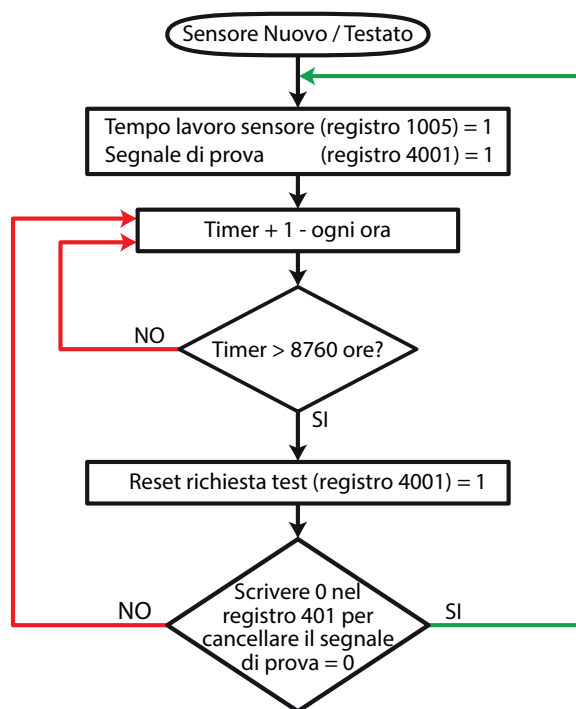 Sensore Nuovo / Testato
Tempo lavoro sensore (registro 1005) = 1
Segnale di prova (registro 4001) = 1
Timer + 1 - ogni ora
NO
Timer > 8760 ore?
SI
Reset richiesta test (registro 4001) = 1
NO
Scrivere 0 nel
registro 401 per
cancellare il segnale
di prova = 0
SI